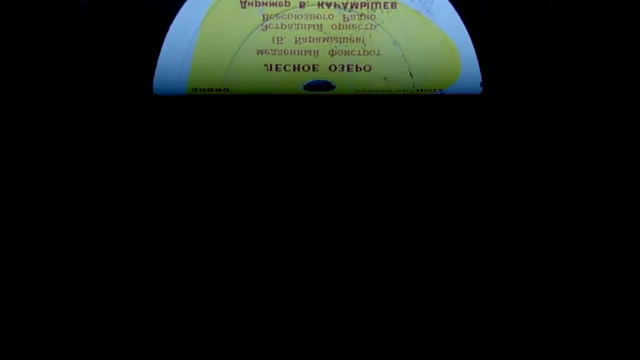 ЛЕСНОЕ ОЗЕРО
медленный фокстрот
(В. Карамышев)
Эстрадный оркестр
Всесоюзного Радио
Дирижер В. КАРАМЫШЕВ